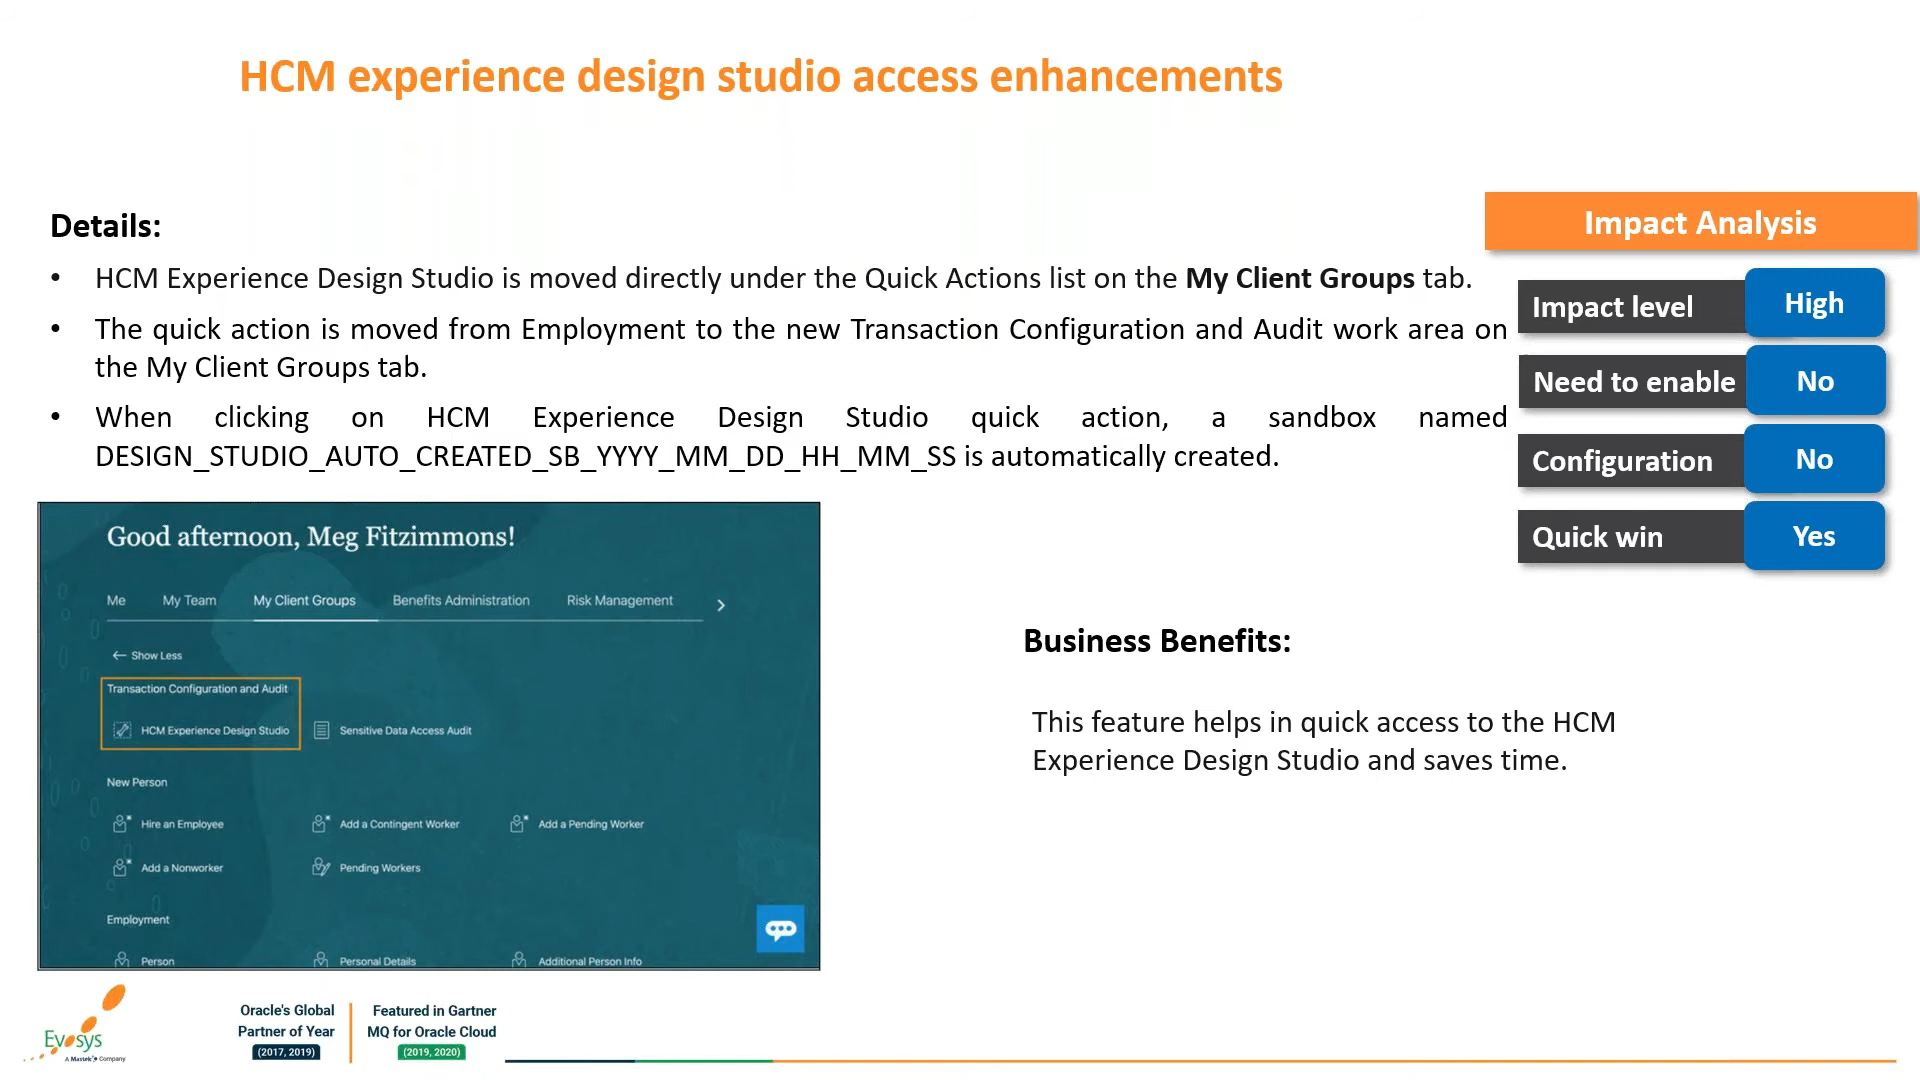 HCM experience design studio access enhancements
Details:
• HCM Experience Design Studio is moved directly under the Quick Actions list on the My Client Groups tab.
• The quick action is moved from Employment to the new Transaction Configuration and Audit work area on
the My Client Groups tab.
• When clicking on HCM Experience Design Studio quick action, a sandbox named
DESIGN_STUDIO_AUTO_CREATED_SB_YYYY_MM_DD_HH_MM_SS is automatically created.
Impact Analysis
Impact level High
Need to enable No
Configuration No
Quick win Yes
Good afternoon, Meg Fitzimmons!
Me My Team My Client Groups Benefits Administration Risk Management
Show Less
Transaction Configuration and Audit
HCM Experience Design Studio Sensitive Data Access Audit
New Person
Hire an Employee Add a Contingent Worker Add a Pending Worker
Add a Nonworker Pending Workers
Employment
Person Personal Details Additional Person Info
Business Benefits:
This feature helps in quick access to the HCM
Experience Design Studio and saves time.
Evosys
A Mastek Company
Oracle's Global
Partner of Year
(2017, 2019)
Featured in Gartner
MQ for Oracle Cloud
(2019, 2020)